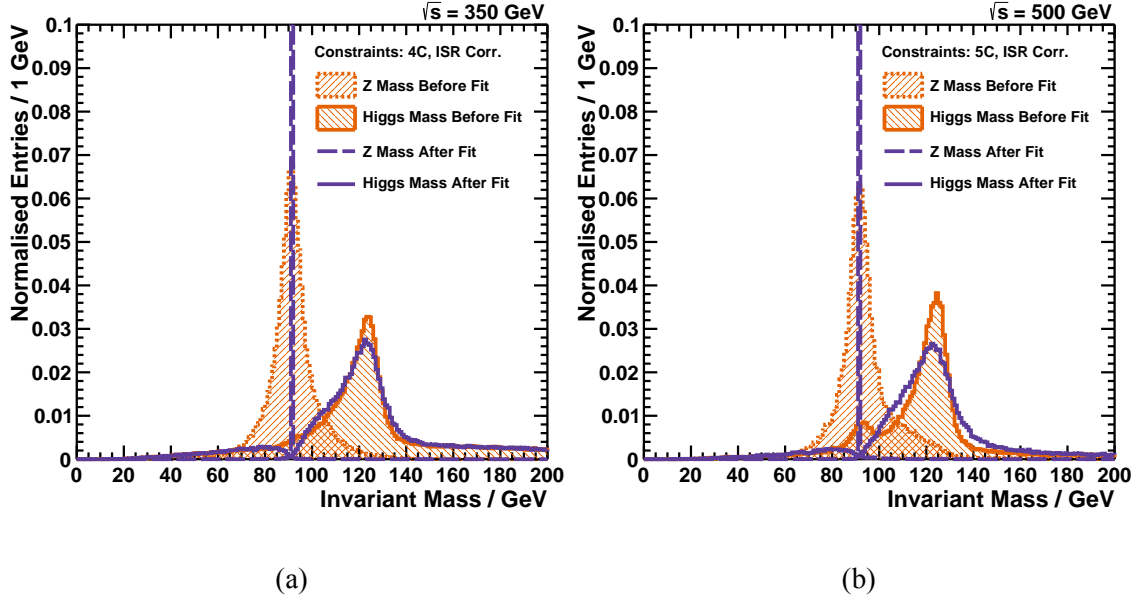 √s = 350 GeV
Normalised Entries / 1 GeV
0.1
0.09
0.08
0.07
0.06
0.05
0.04
0.03
0.02
0.01
0
Constraints: 4C, ISR Corr.
Z Mass Before Fit
Higgs Mass Before Fit
Z Mass After Fit
Higgs Mass After Fit
0 20 40 60 80 100 120 140 160 180 200
Invariant Mass / GeV
(a)
√s = 500 GeV
Normalised Entries / 1 GeV
0.1
0.09
0.08
0.07
0.06
0.05
0.04
0.03
0.02
0.01
0
Constraints: 5C, ISR Corr.
Z Mass Before Fit
Higgs Mass Before Fit
Z Mass After Fit
Higgs Mass After Fit
0 20 40 60 80 100 120 140 160 180 200
Invariant Mass / GeV
(b)